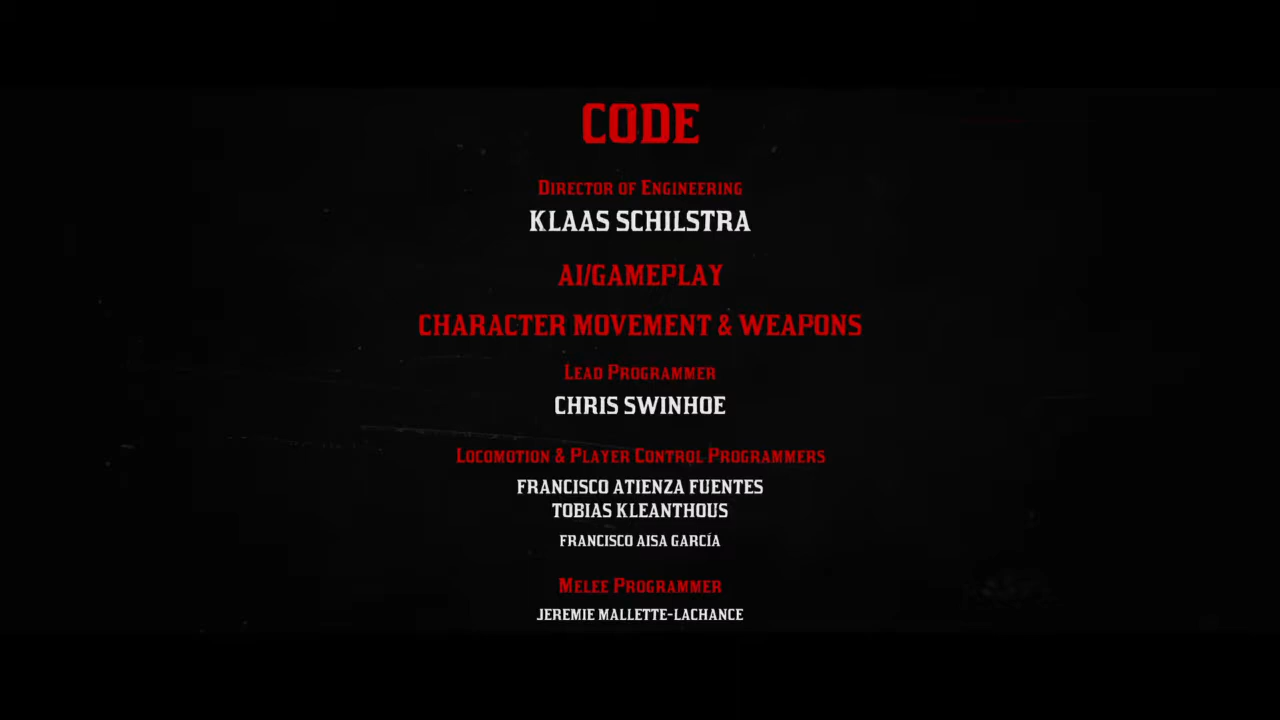 CODE
DIRECTOR OF ENGINEERING
KLAAS SCHILSTRA
AI/GAMEPLAY
CHARACTER MOVEMENT & WEAPONS
LEAD PROGRAMMER
CHRIS SWINHOE
LOCOMOTION & PLAYER CONTROL PROGRAMMERS
FRANCISCO ATIENZA FUENTES
TOBIAS KLEANTHOUS
FRANCISCO AISA GARCÍA
MELEE PROGRAMMER
JEREMIE MALLETTE-LACHANCE